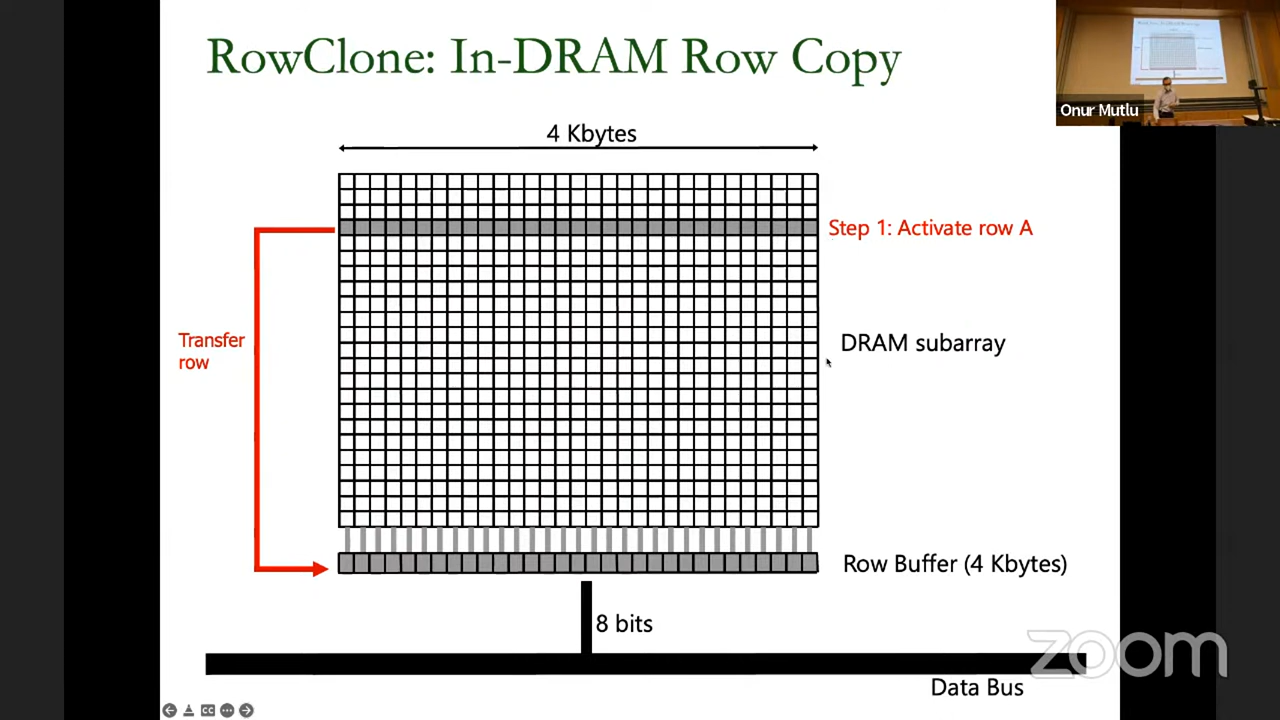 RowClone: In-DRAM Row Copy
Onur Mutlu
4 Kbytes
Step 1: Activate row A
Transfer
row
DRAM subarray
Row Buffer (4 Kbytes)
8 bits
zoom
Data Bus